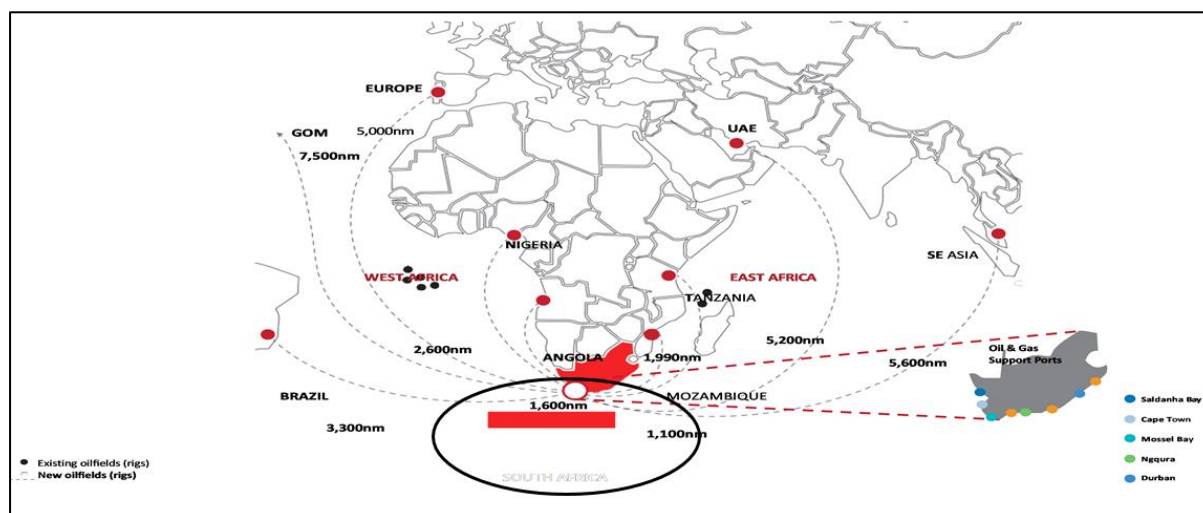 EUROPE
5,000nm
GOM
7,500nm
UAE
NIGERIA
SE ASIA
WEST AFRICA
EAST AFRICA
TANZANIA
2,600nm
ANGOLA
1,990nm
5,200nm
5,600nm
Oil & Gas
Support Ports
BRAZIL
1,600nm
MOZAMBIQUE
3,300nm
1,100nm
SOUTH AFRICA
Existing oilfields (rigs)
New oilfields (rigs)
Saldanha Bay
Cape Town
Mossel Bay
Ngqura
Durban